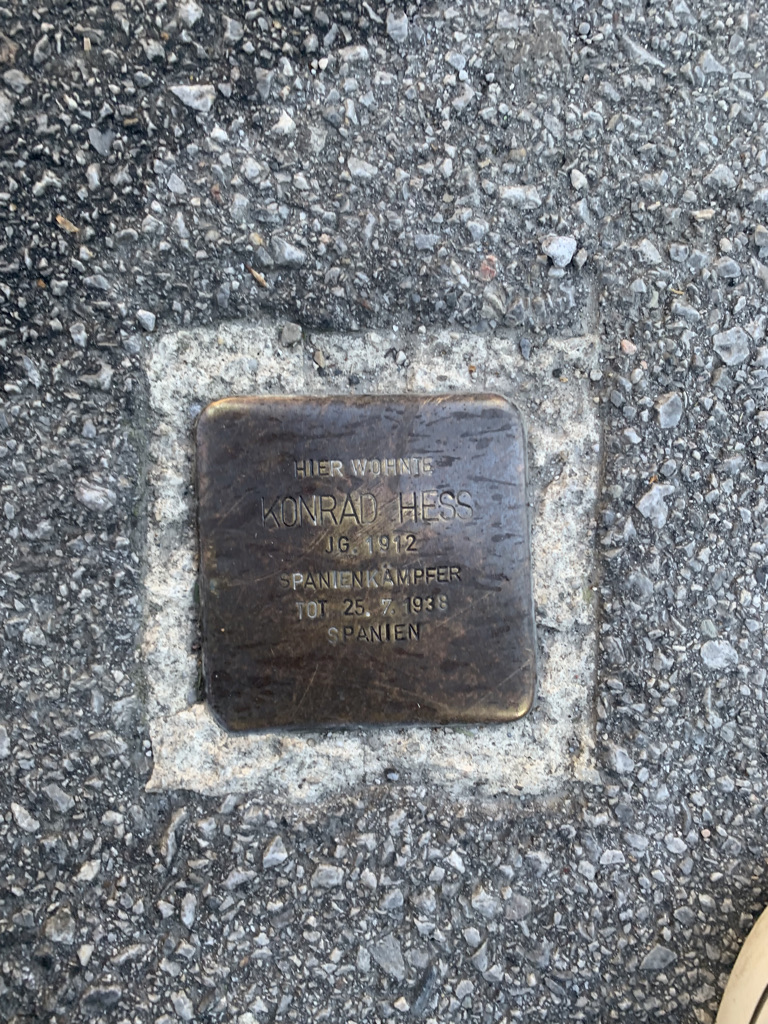 HIER WOHNTE
KONRAD HESS
JG. 1912
SPANIENKÄMPFER
TOT 25. 7. 1938
SPANIEN